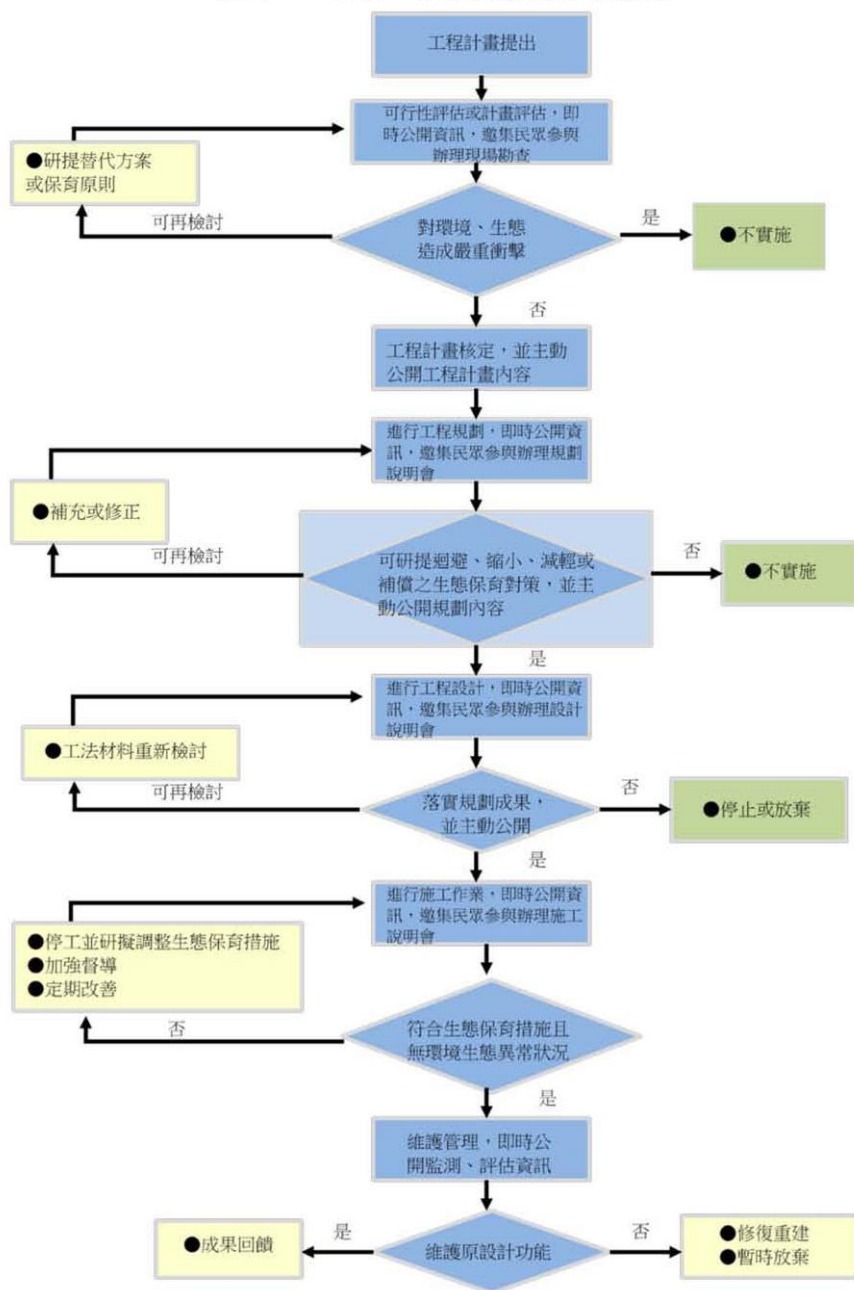 工程計畫提出
可行性評估或計畫評估，即
時公開資訊，邀集民眾參與
辦理現場勘查
●研提替代方案
或保育原則
可再檢討
對環境、生態
造成嚴重衝擊
是
●不實施
否
工程計畫核定，並主動
公開工程計畫內容
進行工程規劃，即時公開資
訊，邀集民眾參與辦理規劃
說明會
●補充或修正
可再檢討
可研提迴避、縮小、減輕或
補償之生態保育對策，並主
動公開規劃內容
否
●不實施
是
進行工程設計，即時公開資
訊，邀集民眾參與辦理設計
說明會
●工法材料重新檢討
可再檢討
落實規劃成果，
並主動公開
否
●停止或放棄
是
進行施工作業，即時公開資
訊，邀集民眾參與辦理施工
說明會
●停工並研擬調整生態保育措施
●加強督導
●定期改善
否
符合生態保育措施且
無環境生態異常狀況
是
維護管理，即時公
開監測、評估資訊
●成果回饋
是
維護原設計功能
否
●修復重建
●暫時放棄